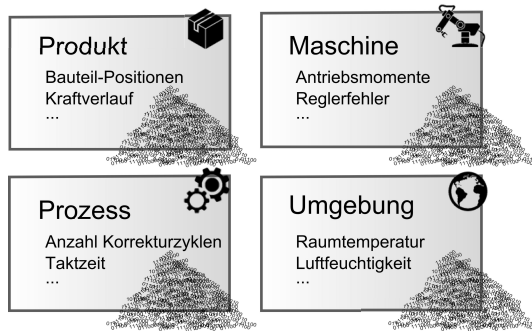 Produkt
Bauteil-Positionen
Kraftverlauf
...
Maschine
Antriebsmomente
Reglerfehler
...
Prozess
Anzahl Korrekturzyklen
Taktzeit
...
Umgebung
Raumtemperatur
Luftfeuchtigkeit
...